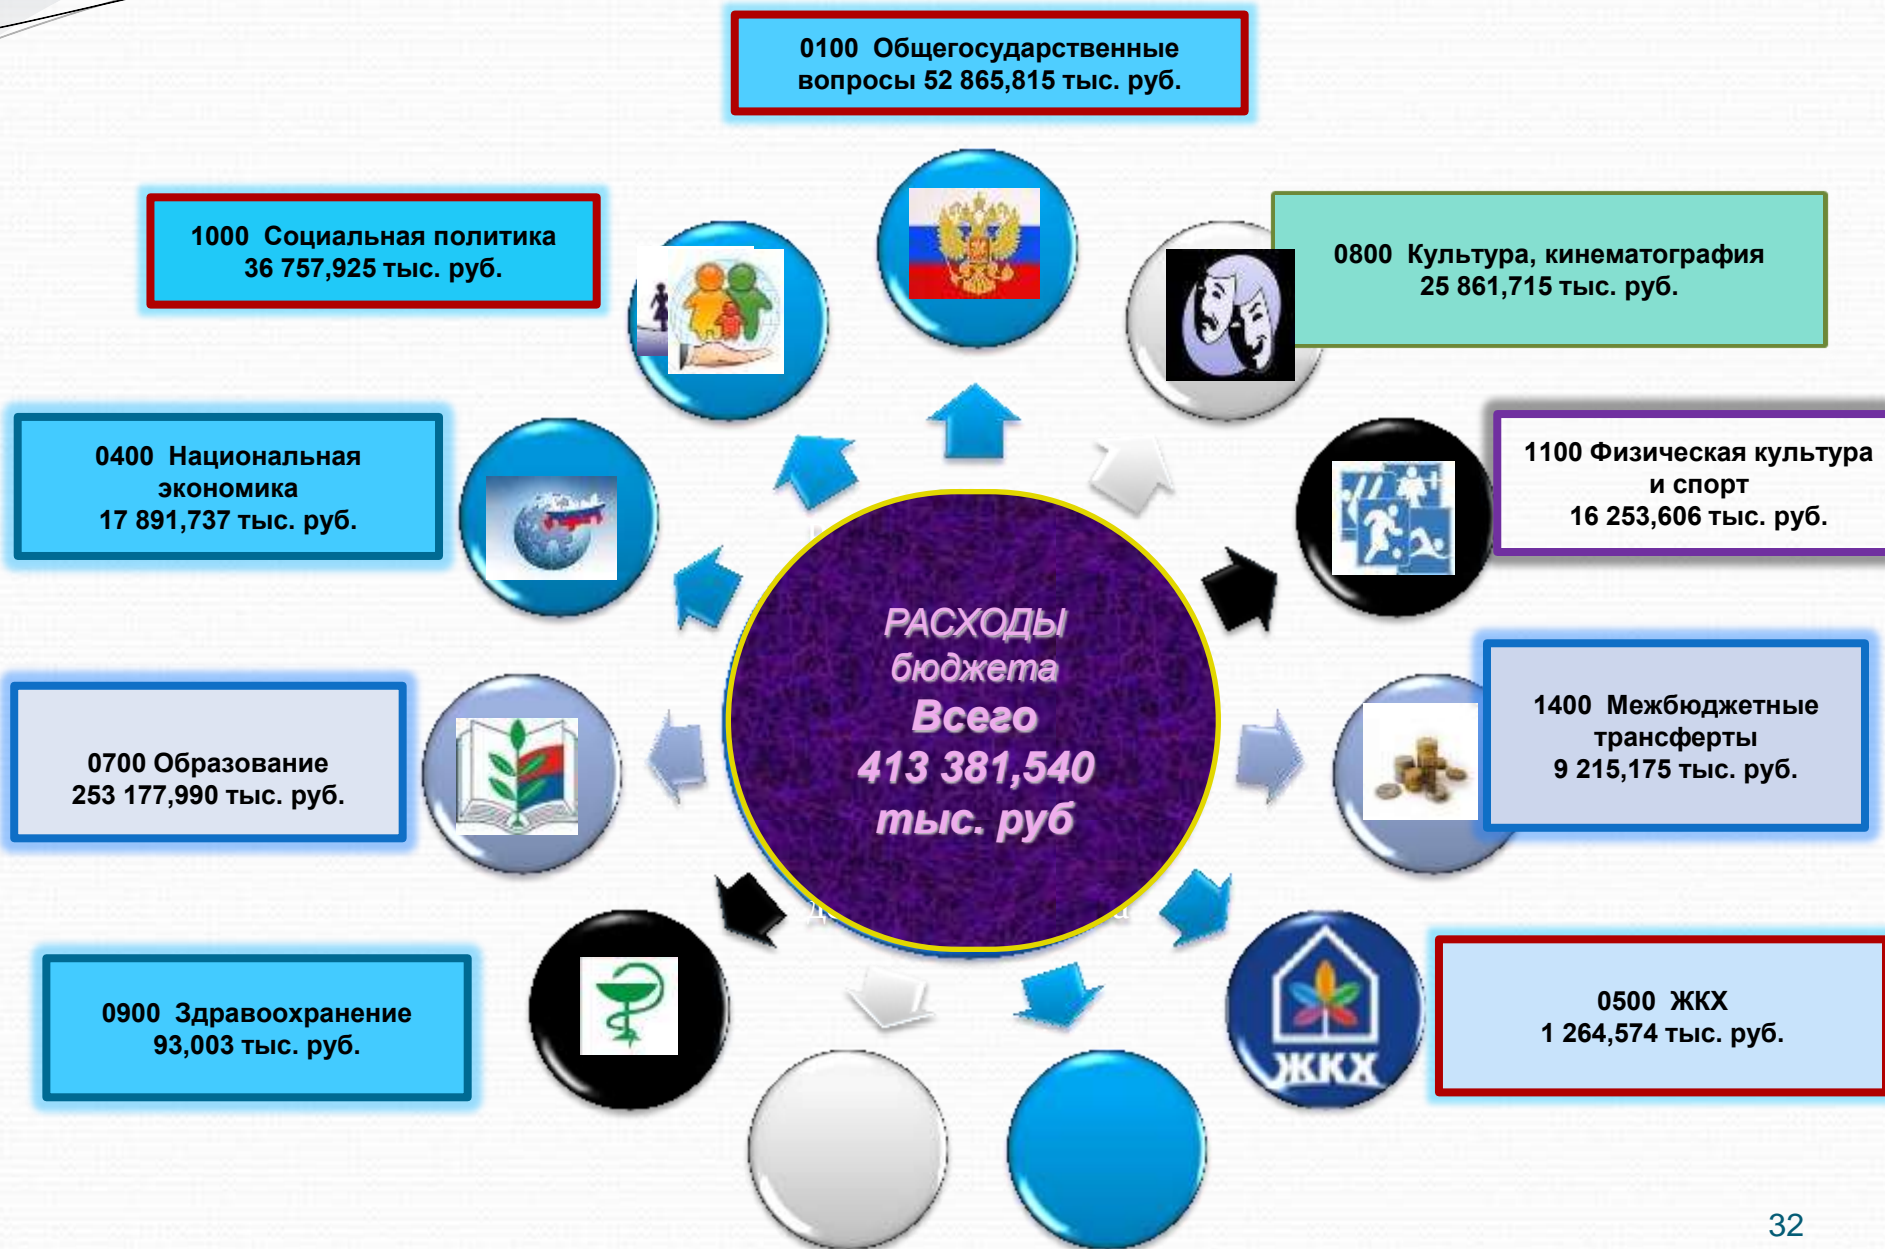 0100 Общегосударственные
вопросы 52 865,815 тыс. руб.
1000 Социальная политика
36 757,925 тыс. руб.
0800 Культура, кинематография
25 861,715 тыс. руб.
0400 Национальная
экономика
17 891,737 тыс. руб.
1100 Физическая культура
и спорт
16 253,606 тыс. руб.
РАСХОДЫ
бюджета
Всего
413 381,540
тыс. руб
0700 Образование
253 177,990 тыс. руб.
1400 Межбюджетные
трансферты
9 215,175 тыс. руб.
0900 Здравоохранение
93,003 тыс. руб.
ЖКХ
0500 ЖКХ
1 264,574 тыс. руб.
32